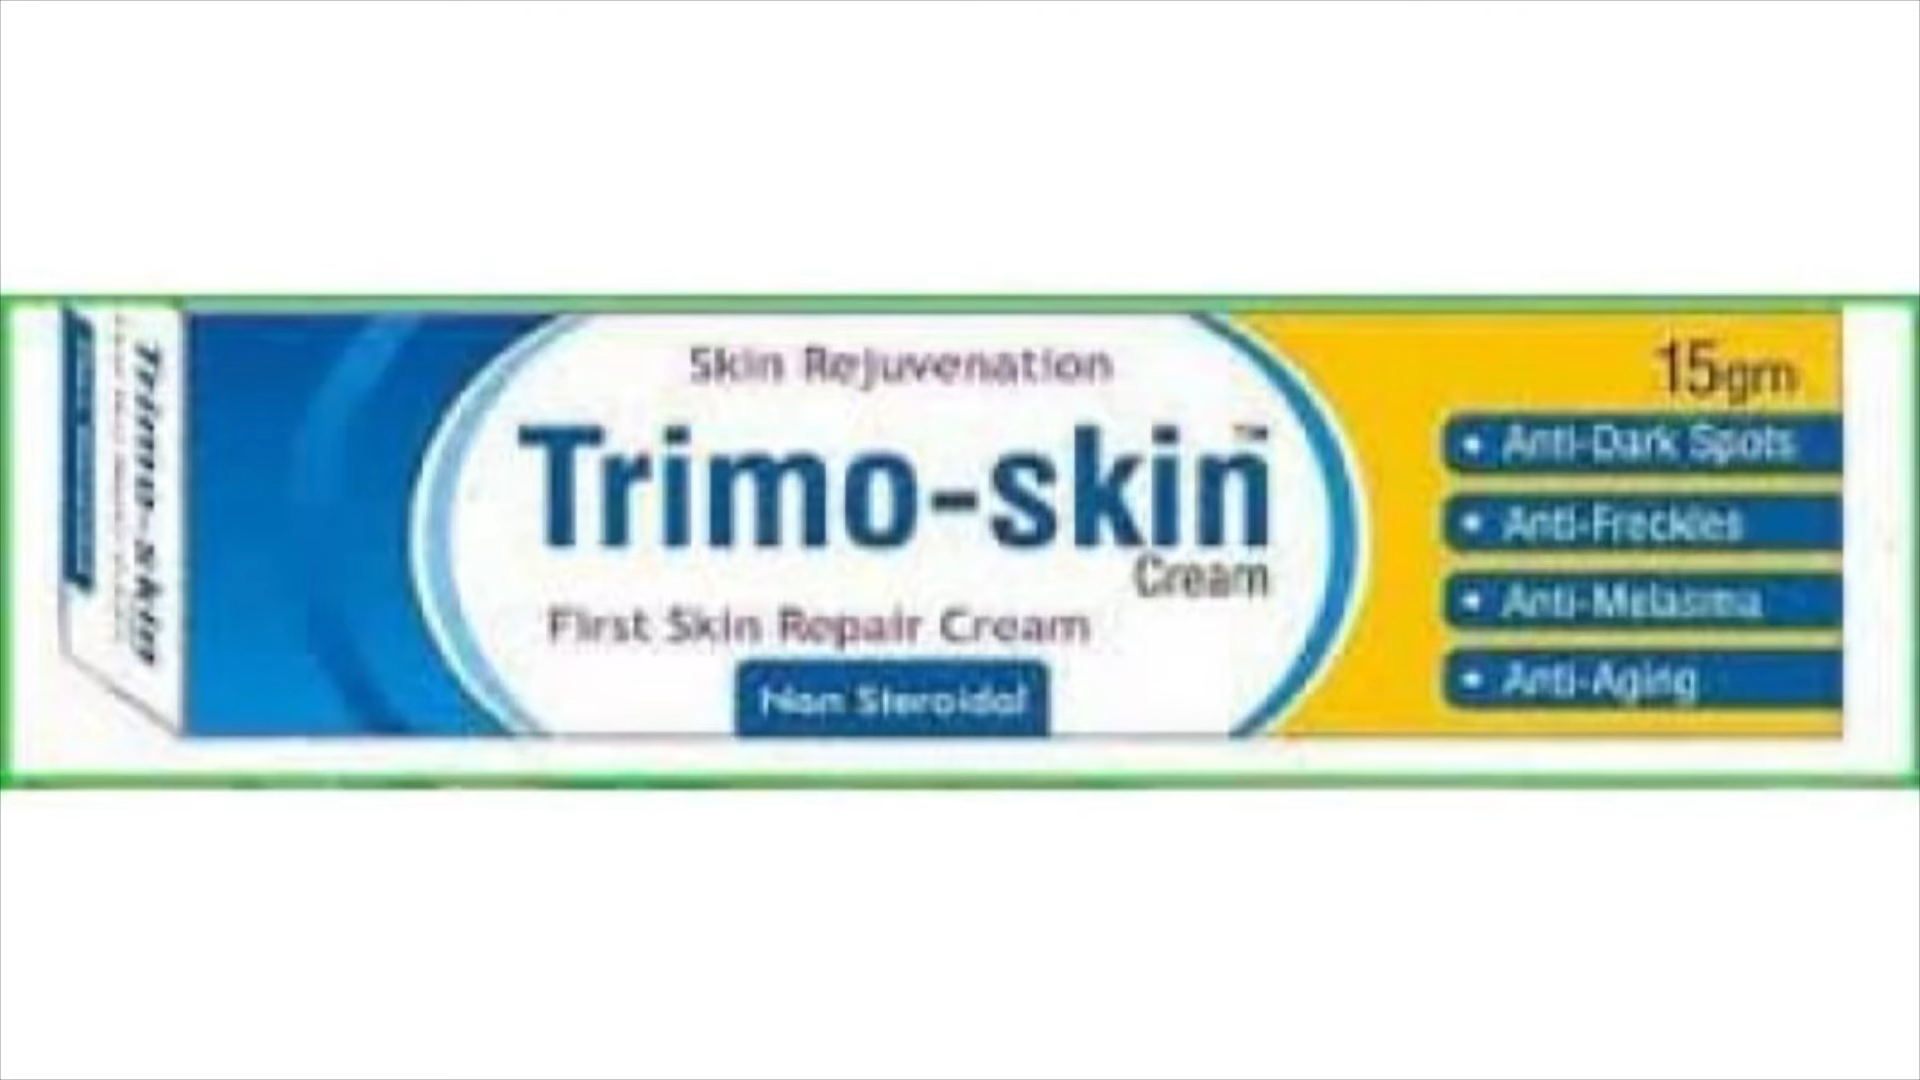 Skin Rejuvenation
Trimo-skin™
Cream
First Skin Repair Cream
Non Steroidal
15gm
• Anti-Dark Spots
• Anti-Freckles
• Anti-Melasma
• Anti-Aging
Trimo-skin